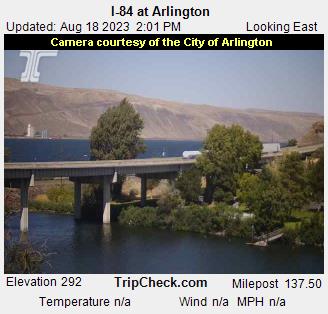 I-84 at Arlington
Updated: Aug 18 2023 2:01 PM Looking East
Camera courtesy of the City of Arlington
Elevation 292 TripCheck.com Milepost 137.50
Temperature n/a Wind n/a MPH n/a